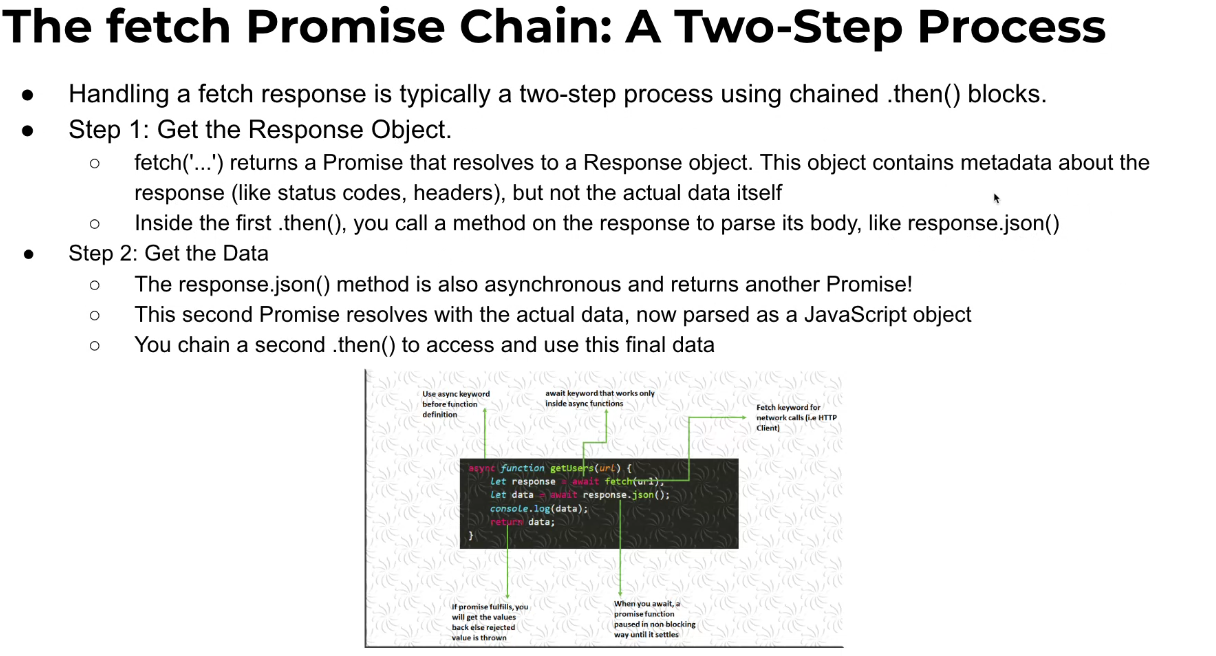 The fetch Promise Chain: A Two-Step Process
● Handling a fetch response is typically a two-step process using chained .then() blocks.
● Step 1: Get the Response Object.
○ fetch('...') returns a Promise that resolves to a Response object. This object contains metadata about the
response (like status codes, headers), but not the actual data itself
○ Inside the first .then(), you call a method on the response to parse its body, like response.json()
● Step 2: Get the Data
○ The response.json() method is also asynchronous and returns another Promise!
○ This second Promise resolves with the actual data, now parsed as a JavaScript object
○ You chain a second .then() to access and use this final data
Use async keyword
before function
definition
await keyword that works only
inside async functions
Fetch keyword for
network calls (i.e HTTP
Client)
async function getUsers(url) {
let response = await fetch(url);
let data = await response.json();
console.log(data);
return data;
}
If promise fulfills, you
will get the values
back else rejected
value is thrown
When you await, a
promise function
paused in non blocking
way until it settles